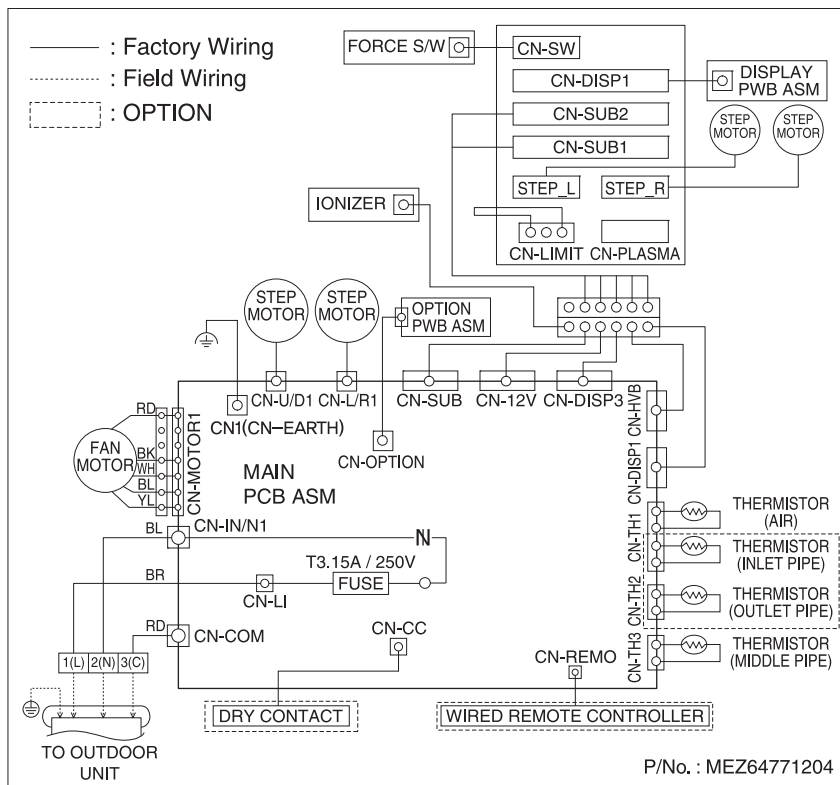 : Factory Wiring
: Field Wiring
: OPTION
FORCE S/W
CN-SW
CN-DISP1
DISPLAY
PWB ASM
CN-SUB2
CN-SUB1
STEP
MOTOR
STEP
MOTOR
STEP_L
STEP_R
IONIZER
CN-LIMIT
CN-PLASMA
STEP
MOTOR
STEP
MOTOR
OPTION
PWB ASM
CN-U/D1
CN-L/R1
CN-SUB
CN-12V
CN-DISP3
CN1(CN-EARTH)
CN-OPTION
CN-HVB
CN-DISP1
RD
BK
WH
BL
YL
FAN
MOTOR
CN-MOTOR1
MAIN
PCB ASM
CN-TH1
THERMISTOR
(AIR)
THERMISTOR
(INLET PIPE)
CN-TH2
THERMISTOR
(OUTLET PIPE)
CN-TH3
THERMISTOR
(MIDDLE PIPE)
BL
CN-IN/N1
N
T3.15A / 250V
FUSE
BR
CN-LI
RD
CN-COM
CN-CC
CN-REMO
1(L)
2(N)
3(C)
DRY CONTACT
WIRED REMOTE CONTROLLER
TO OUTDOOR
UNIT
P/No. : MEZ64771204